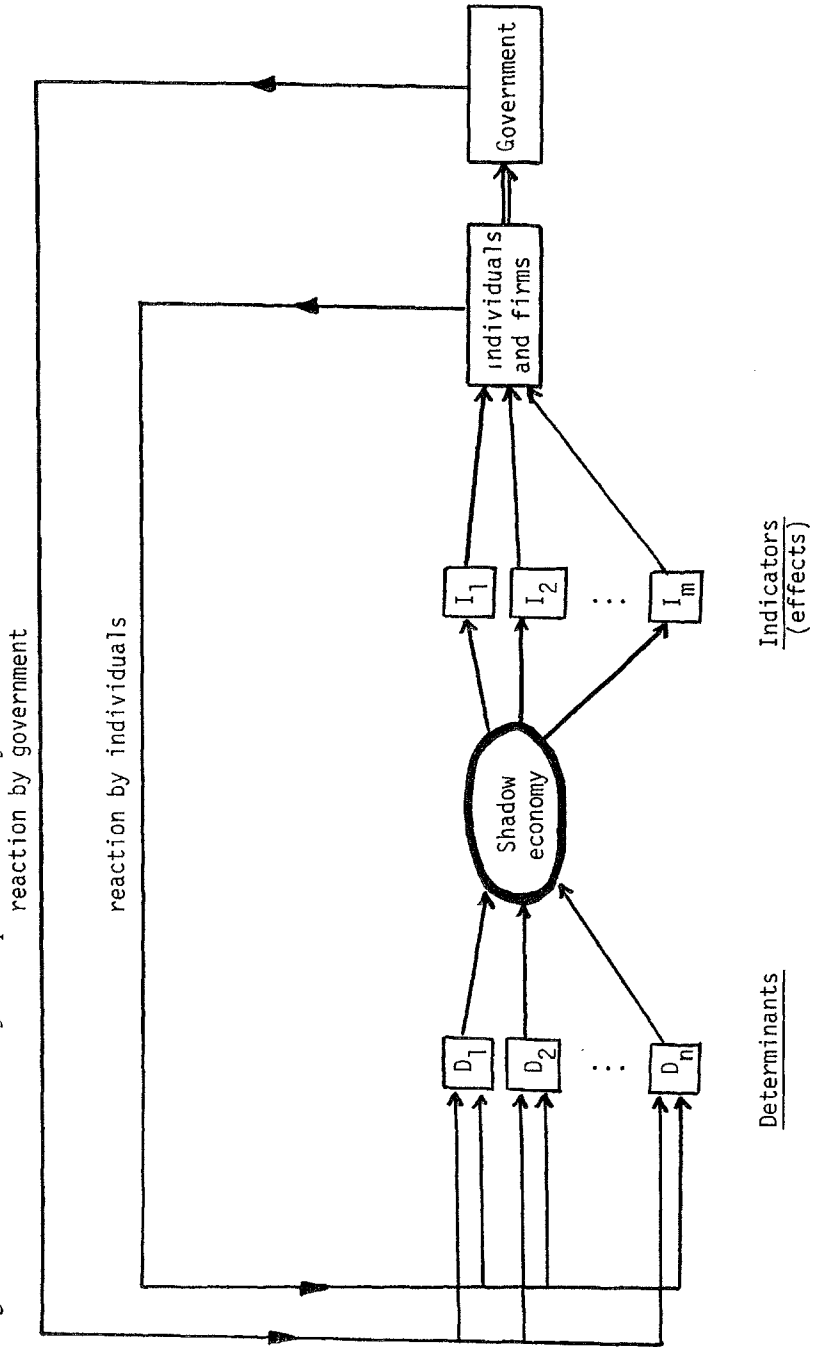 reaction by government
reaction by individuals
D1
D2
...
Dn
Shadow
economy
I1
I2
...
Im
Individuals
and firms
Government
Determinants
Indicators
(effects)